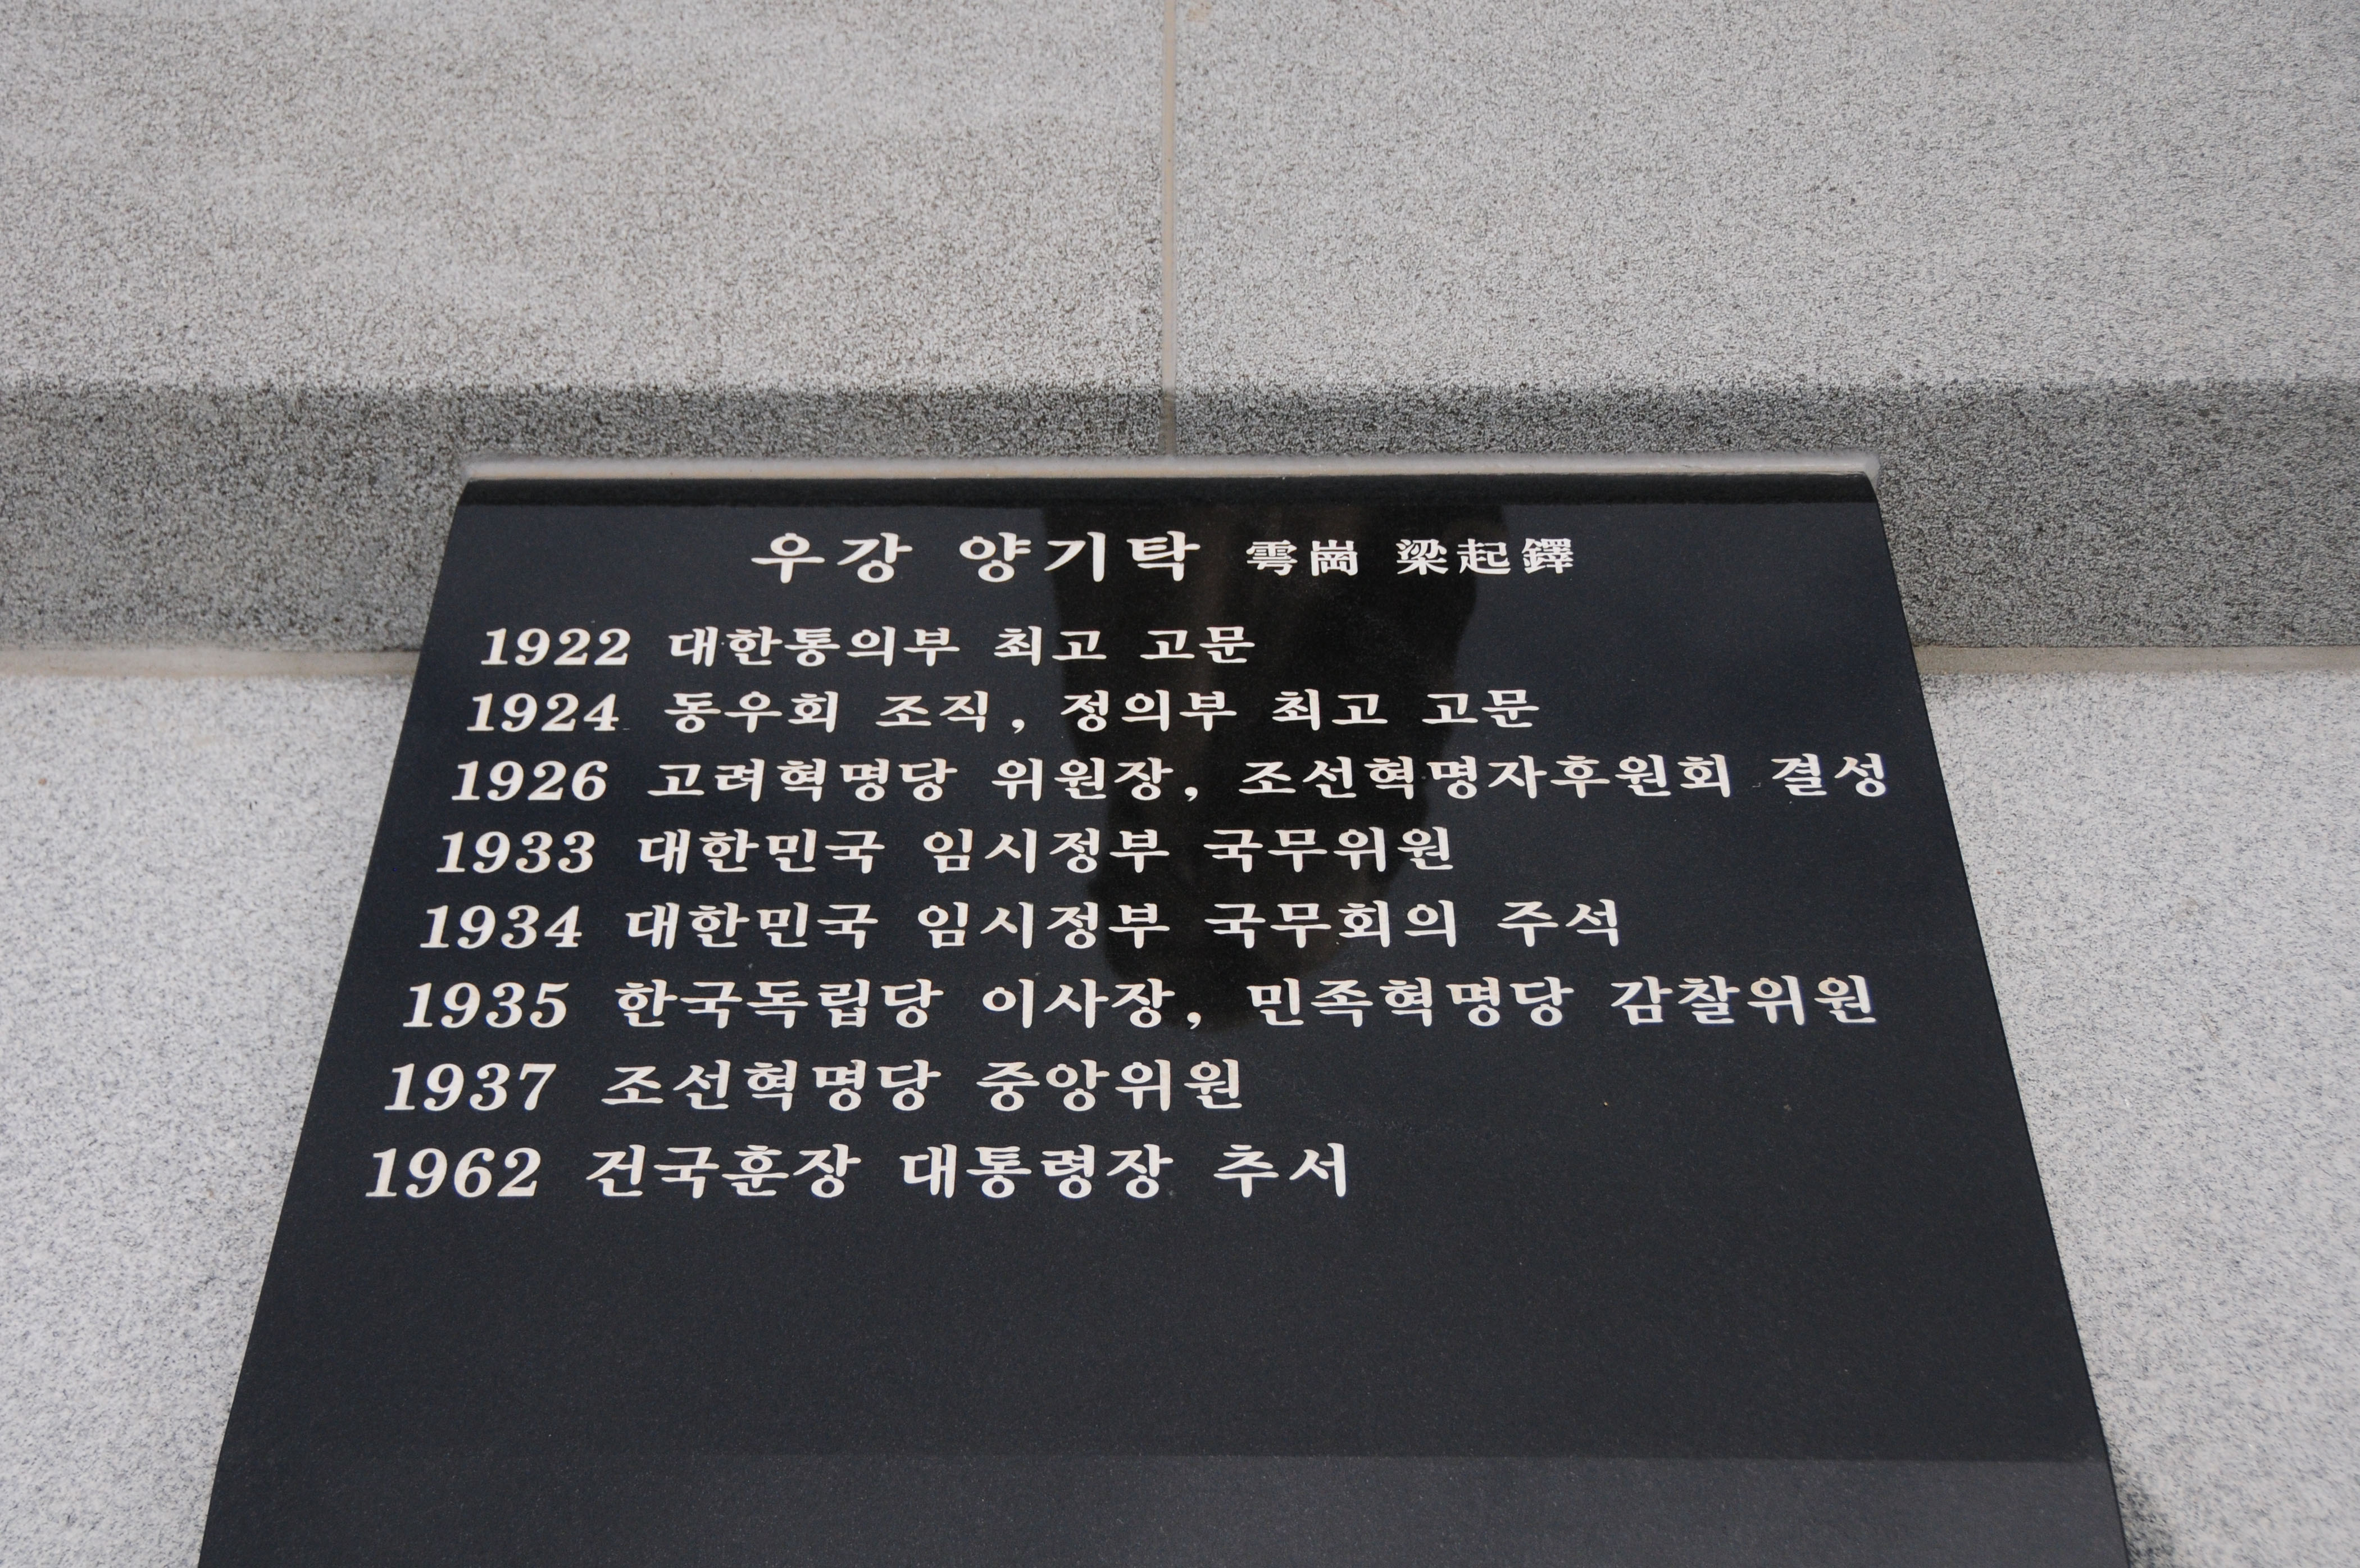 우강 양기탁 雩崗 梁起鐸
1922 대한통의부 최고 고문
1924 동우회 조직, 정의부 최고 고문
1926 고려혁명당 위원장, 조선혁명자후원회 결성
1933 대한민국 임시정부 국무위원
1934 대한민국 임시정부 국무회의 주석
1935 한국독립당 이사장, 민족혁명당 감찰위원
1937 조선혁명당 중앙위원
1962 건국훈장 대통령장 추서